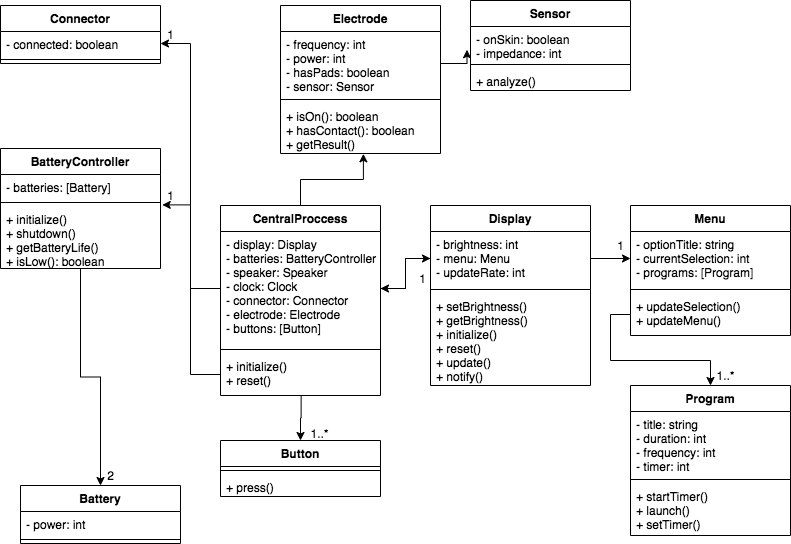 Connector
- connected: boolean
1
Electrode
- frequency: int
- power: int
- hasPads: boolean
- sensor: Sensor
+ isOn(): boolean
+ hasContact(): boolean
+ getResult()
Sensor
- onSkin: boolean
- impedance: int
+ analyze()
BatteryController
- batteries: [Battery]
+ initialize()
+ shutdown()
+ getBatteryLife()
+ isLow(): boolean
1
CentralProccess
- display: Display
- batteries: BatteryController
- speaker: Speaker
- clock: Clock
- connector: Connector
- electrode: Electrode
- buttons: [Button]
+ initialize()
+ reset()
1
Display
- brightness: int
- menu: Menu
- updateRate: int
+ setBrightness()
+ getBrightness()
+ initialize()
+ reset()
+ update()
+ notify()
1
Menu
- optionTitle: string
- currentSelection: int
- programs: [Program]
+ updateSelection()
+ updateMenu()
1..*
Program
- title: string
- duration: int
- frequency: int
- timer: int
+ startTimer()
+ launch()
+ setTimer()
1..*
Button
+ press()
2
Battery
- power: int